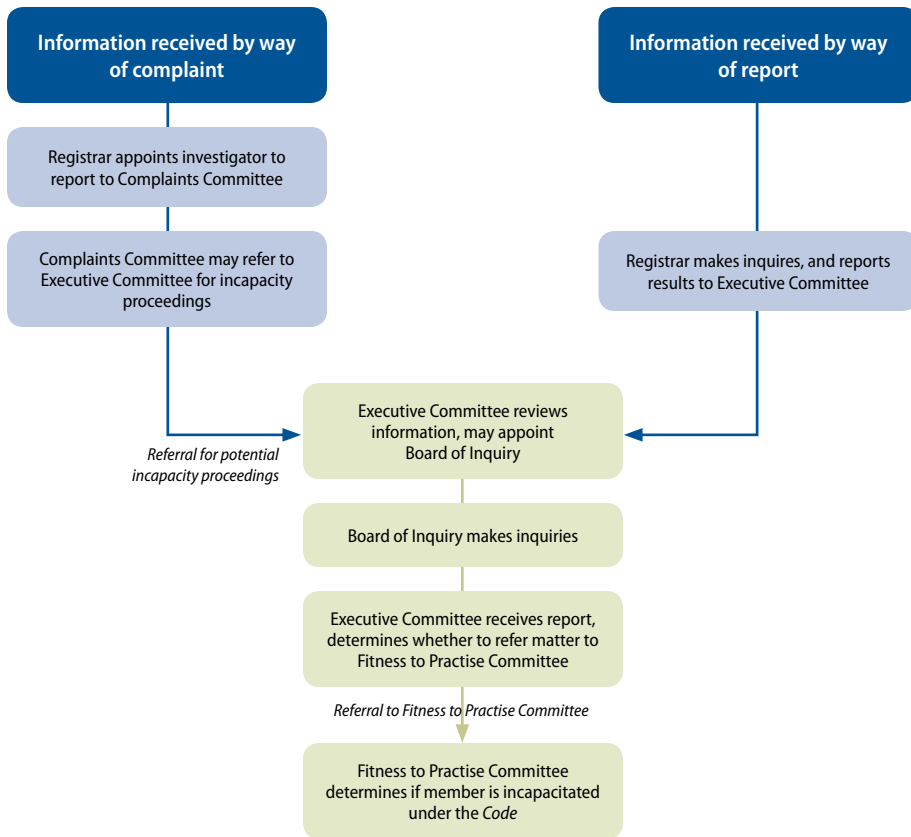 Information received by way
of complaint
Information received by way
of report
Registrar appoints investigator to
report to Complaints Committee
Complaints Committee may refer to
Executive Committee for incapacity
proceedings
Registrar makes inquires, and reports
results to Executive Committee
Executive Committee reviews
information, may appoint
Board of Inquiry
Referral for potential
incapacity proceedings
Board of Inquiry makes inquiries
Executive Committee receives report,
determines whether to refer matter to
Fitness to Practise Committee
Referral to Fitness to Practise Committee
Fitness to Practise Committee
determines if member is incapacitated
under the Code